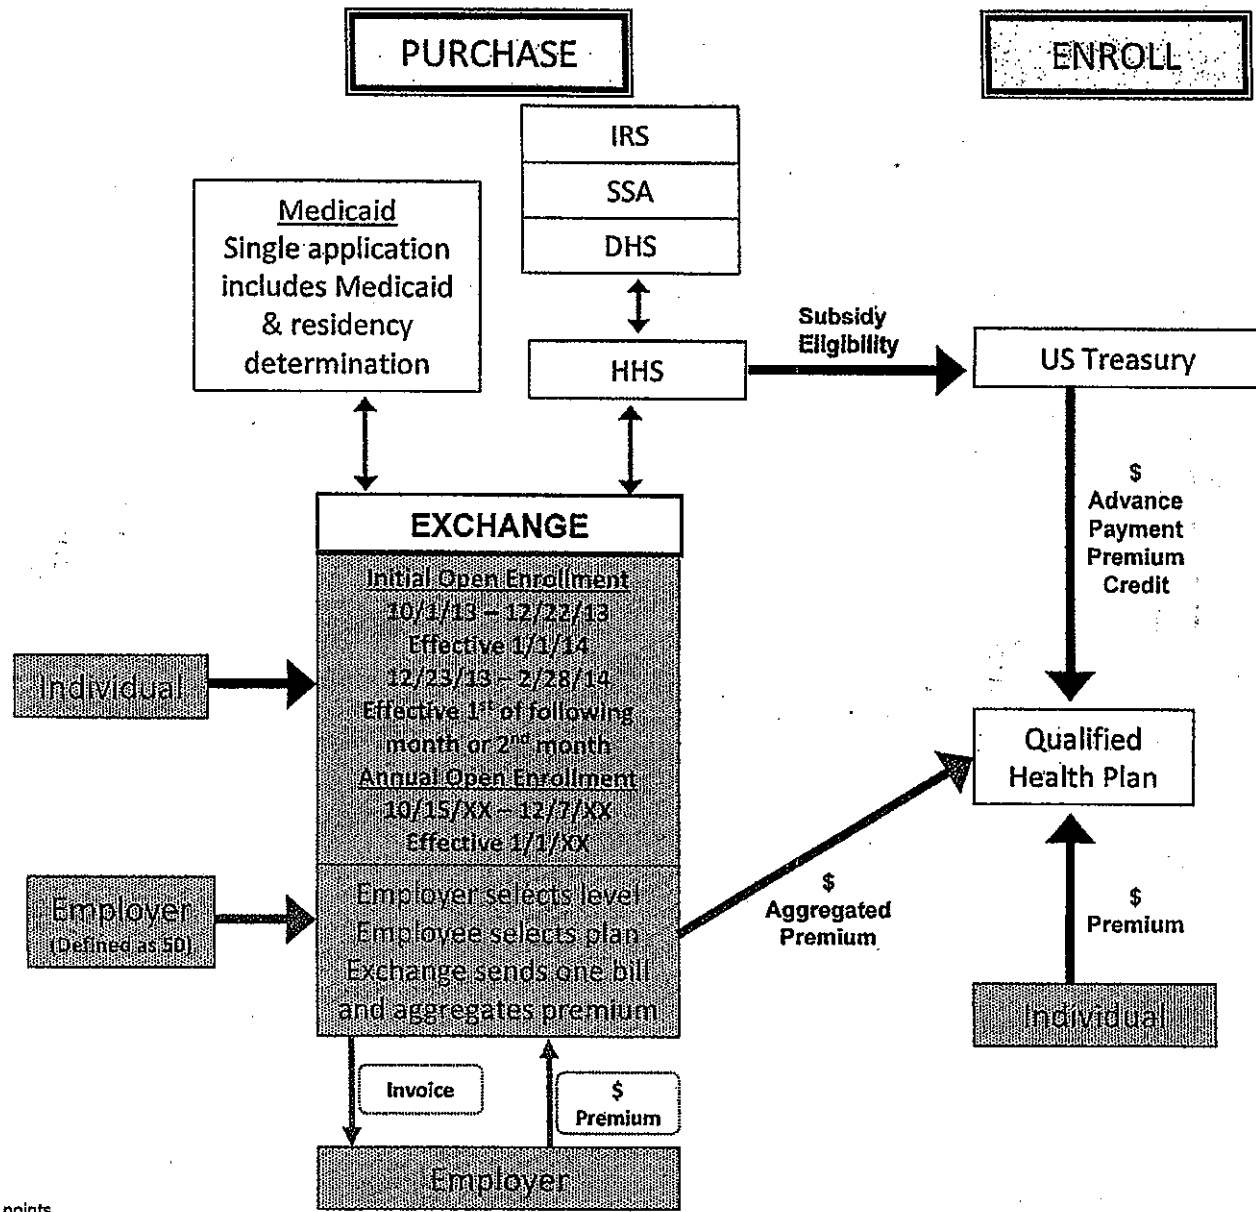 PURCHASE
ENROLL
IRS
SSA
DHS
Medicaid
Single application
includes Medicaid
& residency
determination
HHS
Subsidy
Eligibility
US Treasury
$
Advance
Payment
Premium
Credit
EXCHANGE
Initial Open Enrollment
10/1/13 – 12/22/13
Effective 1/1/14
12/23/13 – 2/28/14
Effective 1st of following
month or 2nd month
Annual Open Enrollment
10/15/XX – 12/7/XX
Effective 1/1/XX
Individual
Qualified
Health Plan
Employer
(Defined as 50)
Employer selects level
Employee selects plan
Exchange sends one bill
and aggregates premium
$
Aggregated
Premium
$
Premium
Individual
Invoice
$
Premium
Employer
points